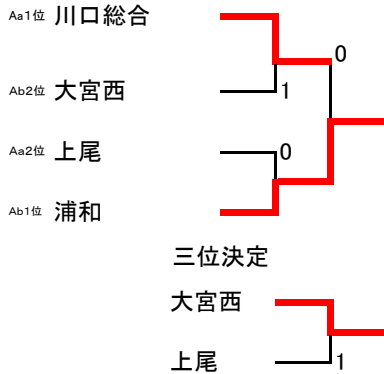 Aa1位 川口総合
0
Ab2位 大宮西
1
Aa2位 上尾
0
Ab1位 浦和
三位決定
大宮西
上尾
1